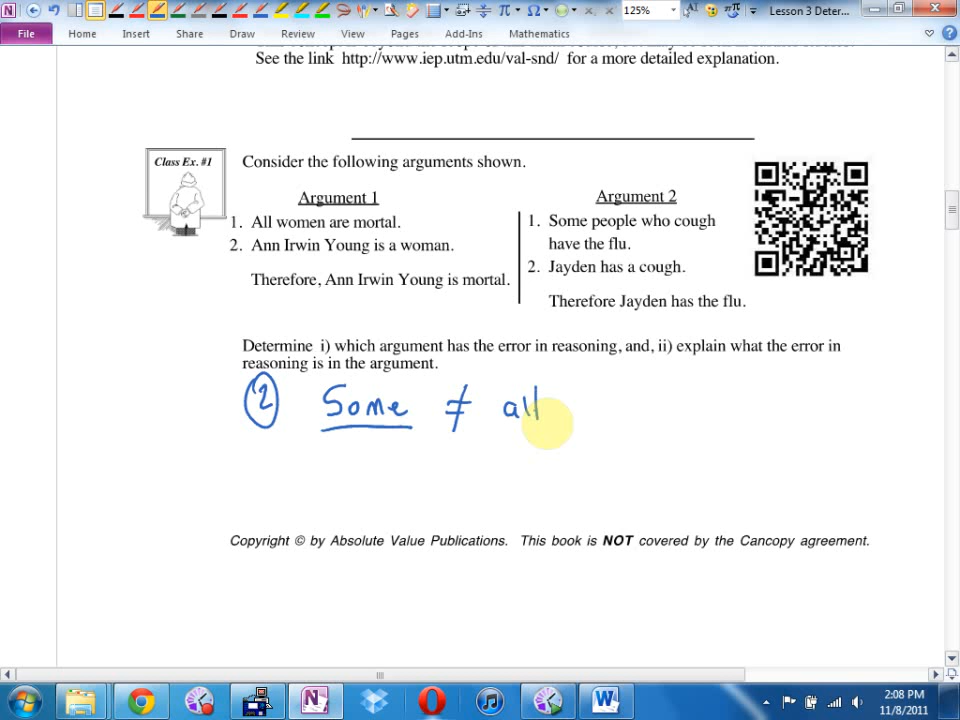 125%
Lesson 3 Deter...
File Home Insert Share Draw Review View Pages Add-Ins Mathematics
See the link http://www.iep.utm.edu/val-snd/ for a more detailed explanation.
Class Ex. #1
Consider the following arguments shown.
Argument 1
1. All women are mortal.
2. Ann Irwin Young is a woman.
Therefore, Ann Irwin Young is mortal.
Argument 2
1. Some people who cough
have the flu.
2. Jayden has a cough.
Therefore Jayden has the flu.
Determine i) which argument has the error in reasoning, and, ii) explain what the error in
reasoning is in the argument.
2 Some ≠ all
Copyright © by Absolute Value Publications. This book is NOT covered by the Cancopy agreement.
2:08 PM
11/8/2011